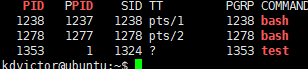 PID PPID SID TT PGRP COMMAND
1238 1237 1238 pts/1 1238 bash
1278 1277 1278 pts/2 1278 bash
1353 1 1324 ? 1353 test
kdvictor@ubuntu:~$